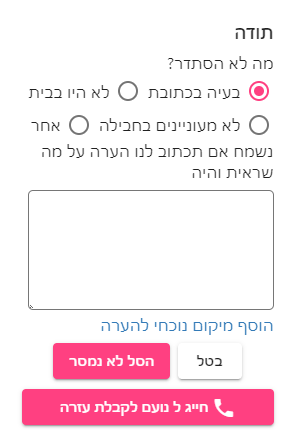 תודה
מה לא הסתדר?
בעיה בכתובת לא היו בבית
לא מעוניינים בחבילה אחר
נשמח אם תכתוב לנו הערה על מה
שראית והיה
הוסף מיקום נוכחי להערה
בטל הסל לא נמסר
חייג ל נועם לקבלת עזרה